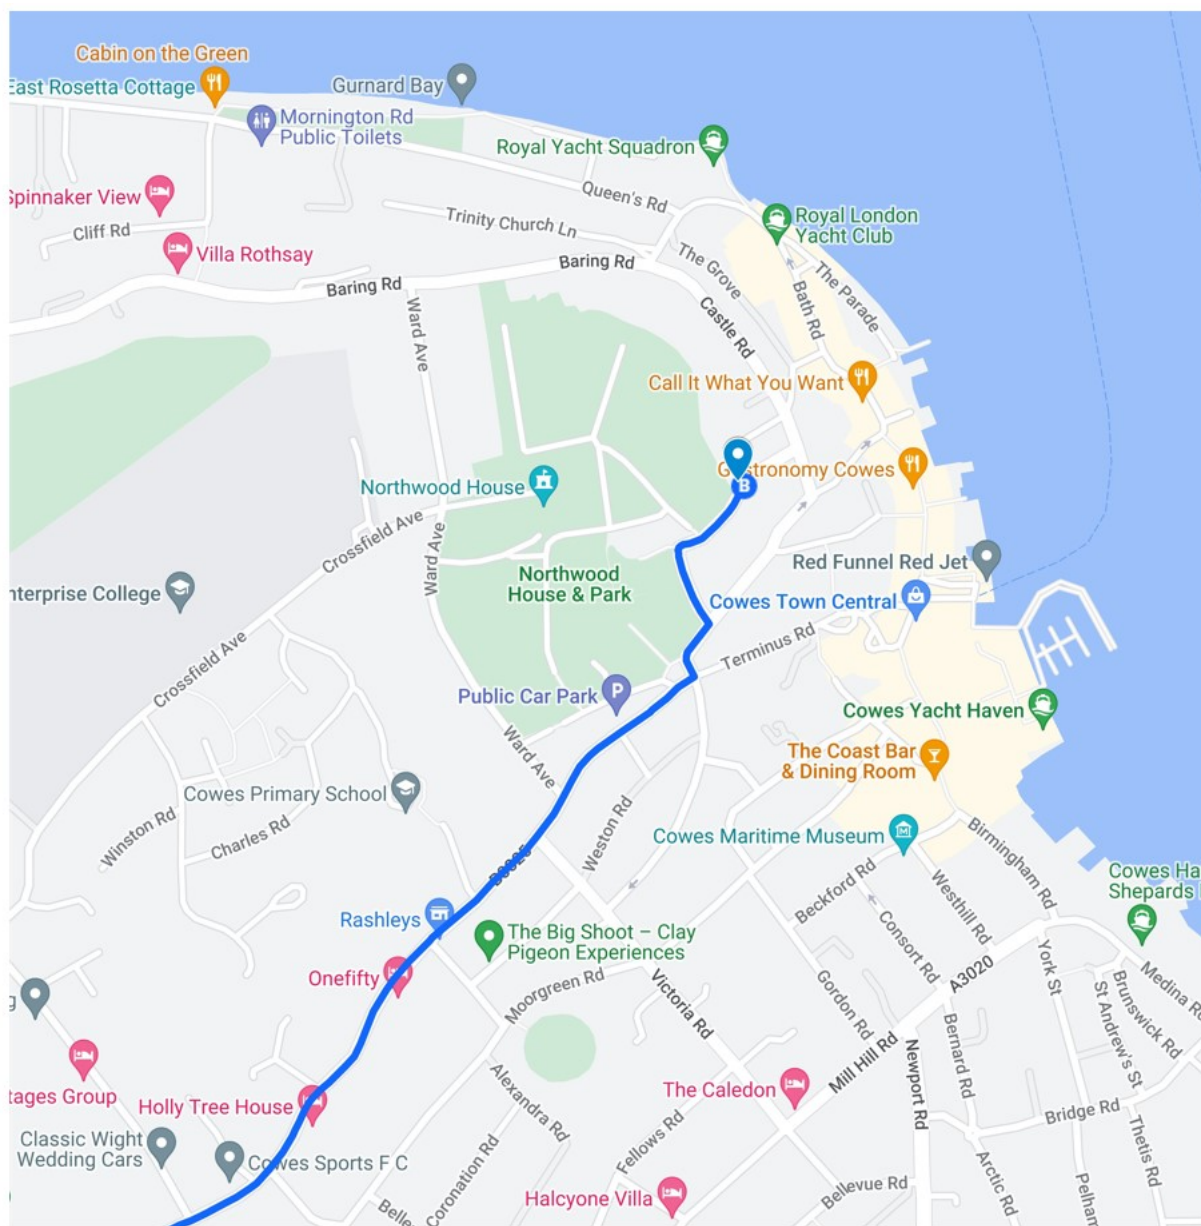 Cabin on the Green
East Rosetta Cottage
Gurnard Bay
Mornington Rd
Public Toilets
Royal Yacht Squadron
Queen's Rd
Spinnaker View
Cliff Rd
Trinity Church Ln
Royal London
Yacht Club
Villa Rothsay
Baring Rd
Baring Rd
The Grove
The Parade
Bath Rd
Ward Ave
Castle Rd
Call It What You Want
Gastronomy Cowes
B
Northwood House
Crossfield Ave
Ward Ave
Red Funnel Red Jet
Northwood
House & Park
nterprise College
Cowes Town Central
Terminus Rd
Crossfield Ave
Public Car Park
P
Cowes Yacht Haven
Ward Ave
The Coast Bar
& Dining Room
Cowes Primary School
Winston Rd
Charles Rd
Weston Rd
Cowes Maritime Museum
Birmingham Rd
B3325
Beckford Rd
Westhill Rd
Cowes Ha
Shepards
Rashleys
The Big Shoot – Clay
Pigeon Experiences
Consort Rd
Onefifty
Moorgreen Rd
Victoria Rd
Gordon Rd
A3020
York St
Medina Rd
St Andrew's St
Brunswick Rd
g
Mill Hill Rd
Newport Rd
Bernard Rd
tages Group
Holly Tree House
Alexandra Rd
The Caledon
Bridge Rd
Classic Wight
Wedding Cars
Cowes Sports F C
Coronation Rd
Fellows Rd
Arctic Rd
Thetis Rd
Halcyone Villa
Bellevue Rd
Belle
Pelham